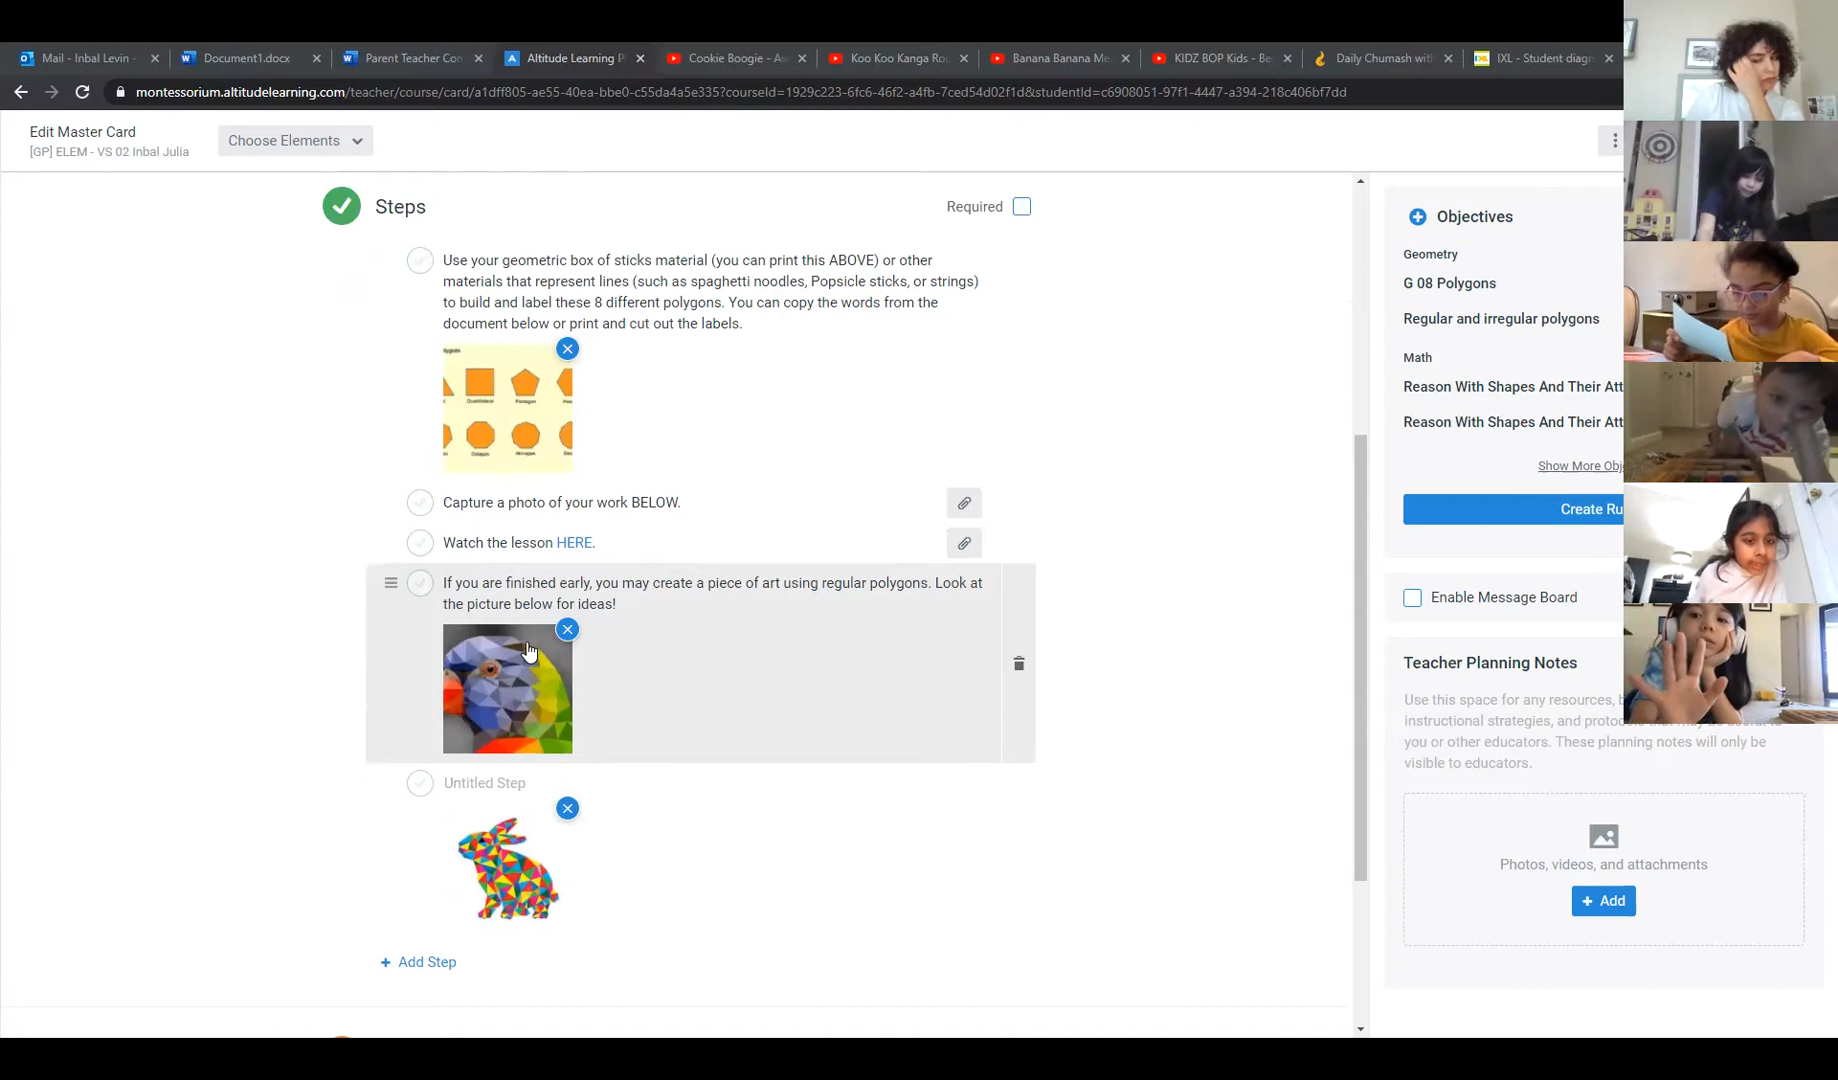 Mail - Inbal Levin -
Document1.docx
Parent Teacher Con
Altitude Learning P
Cookie Boogie - A
Koo Koo Kanga Rou
Banana Banana Me
KIDZ BOP Kids - Be
Daily Chumash wit
IXL - Student diagn
montessorium.altitudelearning.com/teacher/course/card/a1dff805-ae55-40ea-bbe0-c55da4a5e335?courseId=1929c223-6fc6-46f2-a4fb-7ced54d02f1d&studentId=c6908051-97f1-4447-a394-218c406bf7dd
Edit Master Card
[GP] ELEM - VS 02 Inbal Julia
Choose Elements
Steps
Required
Use your geometric box of sticks material (you can print this ABOVE) or other
materials that represent lines (such as spaghetti noodles, Popsicle sticks, or strings)
to build and label these 8 different polygons. You can copy the words from the
document below or print and cut out the labels.
Quadrilateral Pentagon
Octagon Nonagon
Capture a photo of your work BELOW.
Watch the lesson HERE.
If you are finished early, you may create a piece of art using regular polygons. Look at
the picture below for ideas!
Untitled Step
+ Add Step
Objectives
Geometry
G 08 Polygons
Regular and irregular polygons
Math
Reason With Shapes And Their Att
Reason With Shapes And Their Att
Show More Obj
Create Ru
Enable Message Board
Teacher Planning Notes
Use this space for any resources, b
instructional strategies, and protoc to
you or other educators. These planning notes will only be
visible to educators.
Photos, videos, and attachments
+ Add